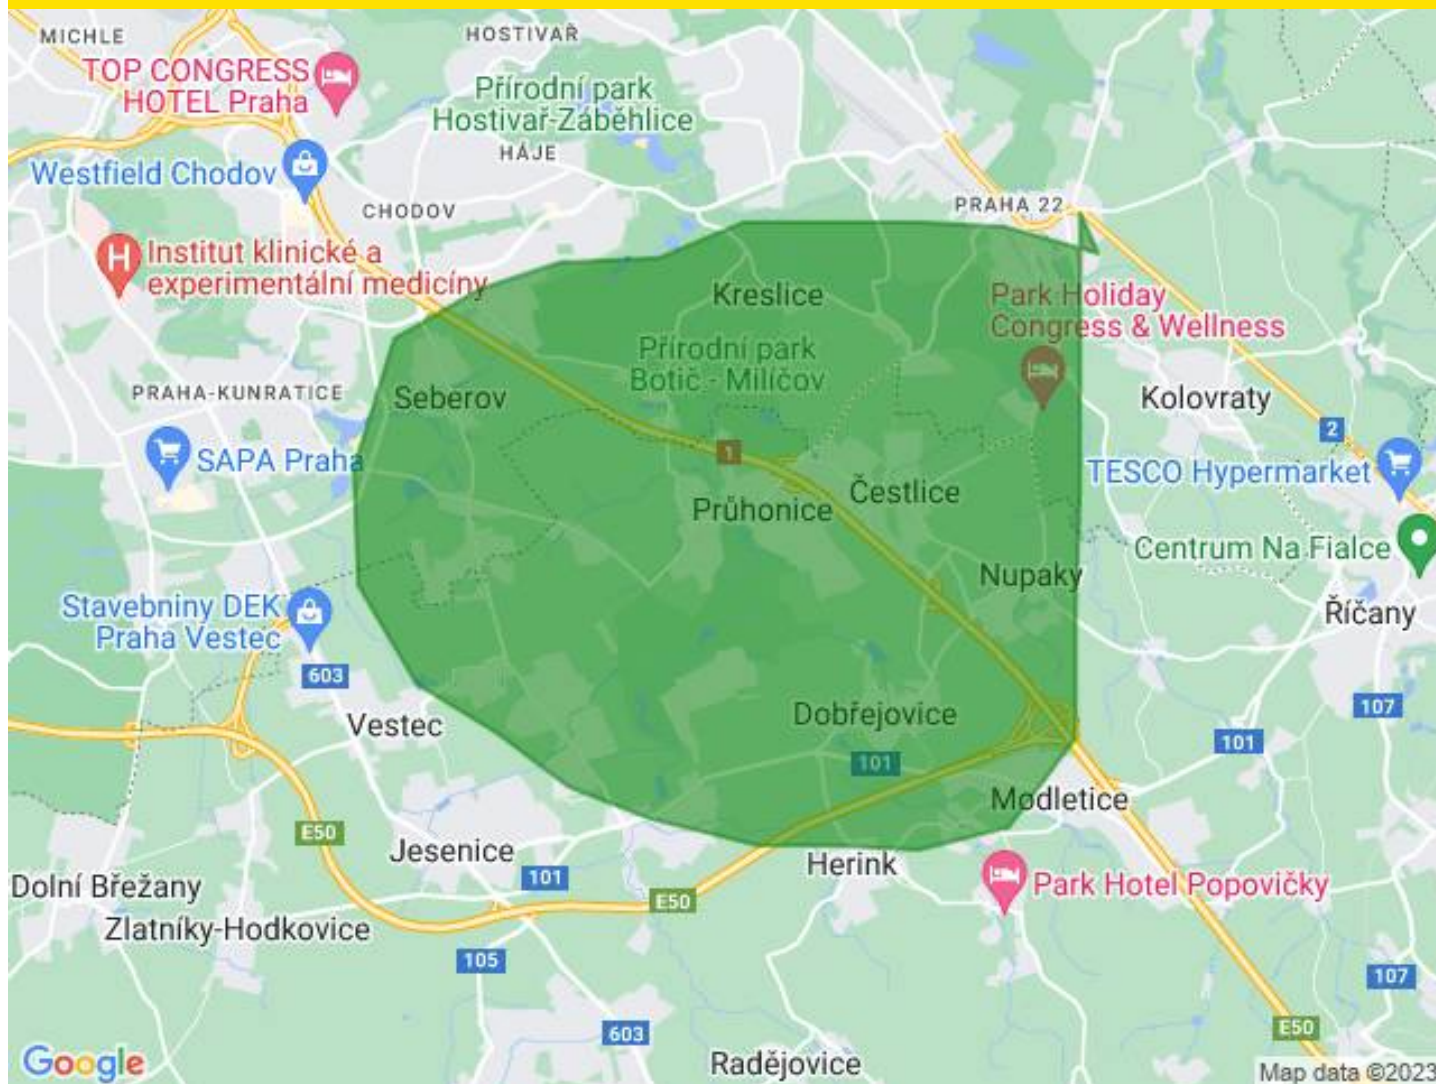 MICHLE
HOSTIVAŘ
TOP CONGRESS
HOTEL Praha
Přírodní park
Hostivař-Záběhlice
HÁJE
Westfield Chodov
CHODOV
PRAHA 22
Institut klinické a
experimentální medicíny
Kreslice
Park Holiday
Congress & Wellness
Přírodní park
Botič - Milíčov
PRAHA-KUNRATICE
Seberov
Kolovraty
2
1
SAPA Praha
TESCO Hypermarket
Čestlice
Průhonice
Centrum Na Fialce
Nupaky
Říčany
Stavebniny DEK
Praha Vestec
603
107
Vestec
Dobřejovice
101
101
Modletice
E50
Jesenice
101
Herink
Park Hotel Popovičky
Dolní Břežany
E50
Zlatníky-Hodkovice
105
107
603
E50
Google
Radějovice
Map data ©2023